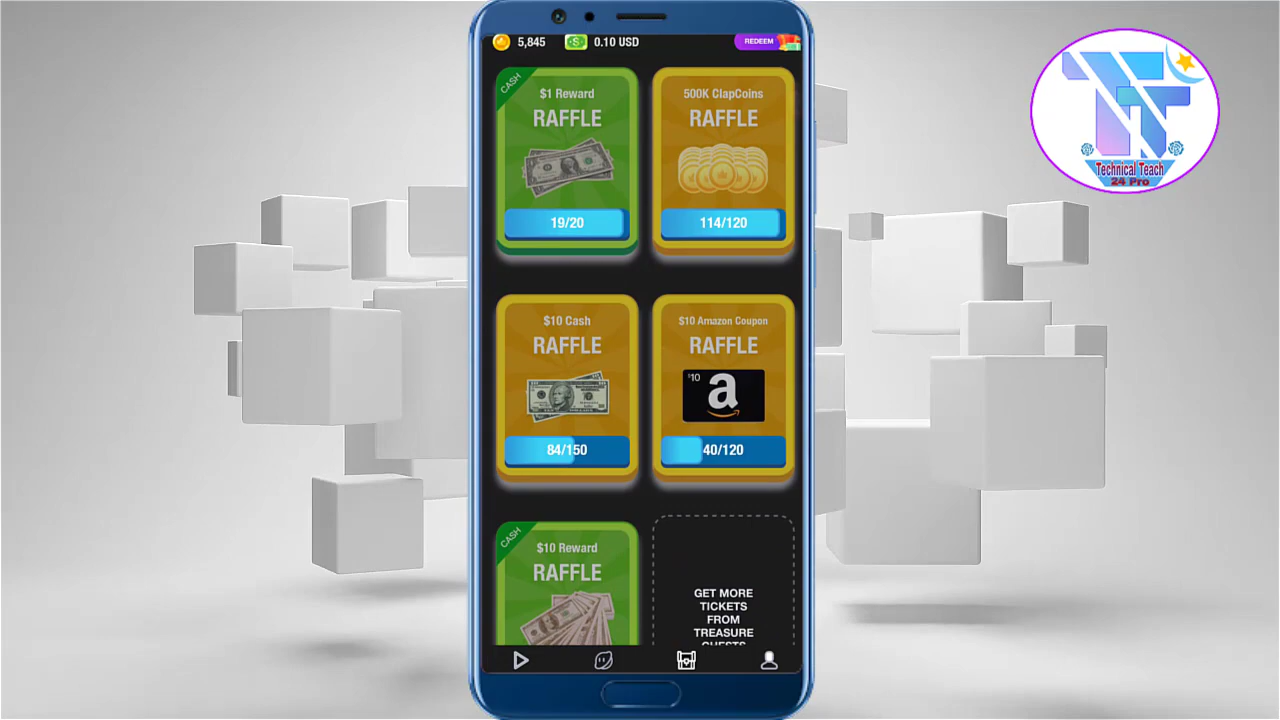 5,845
0.10 USD
REDEEM
CASH
$1 Reward
RAFFLE
19/20
500K ClapCoins
RAFFLE
114/120
$10 Cash
RAFFLE
84/150
$10 Amazon Coupon
RAFFLE
$10
a
40/120
CASH
$10 Reward
RAFFLE
GET MORE
TICKETS
FROM
TREASURE
CHESTS
TT
Technical Teach
24 Pro